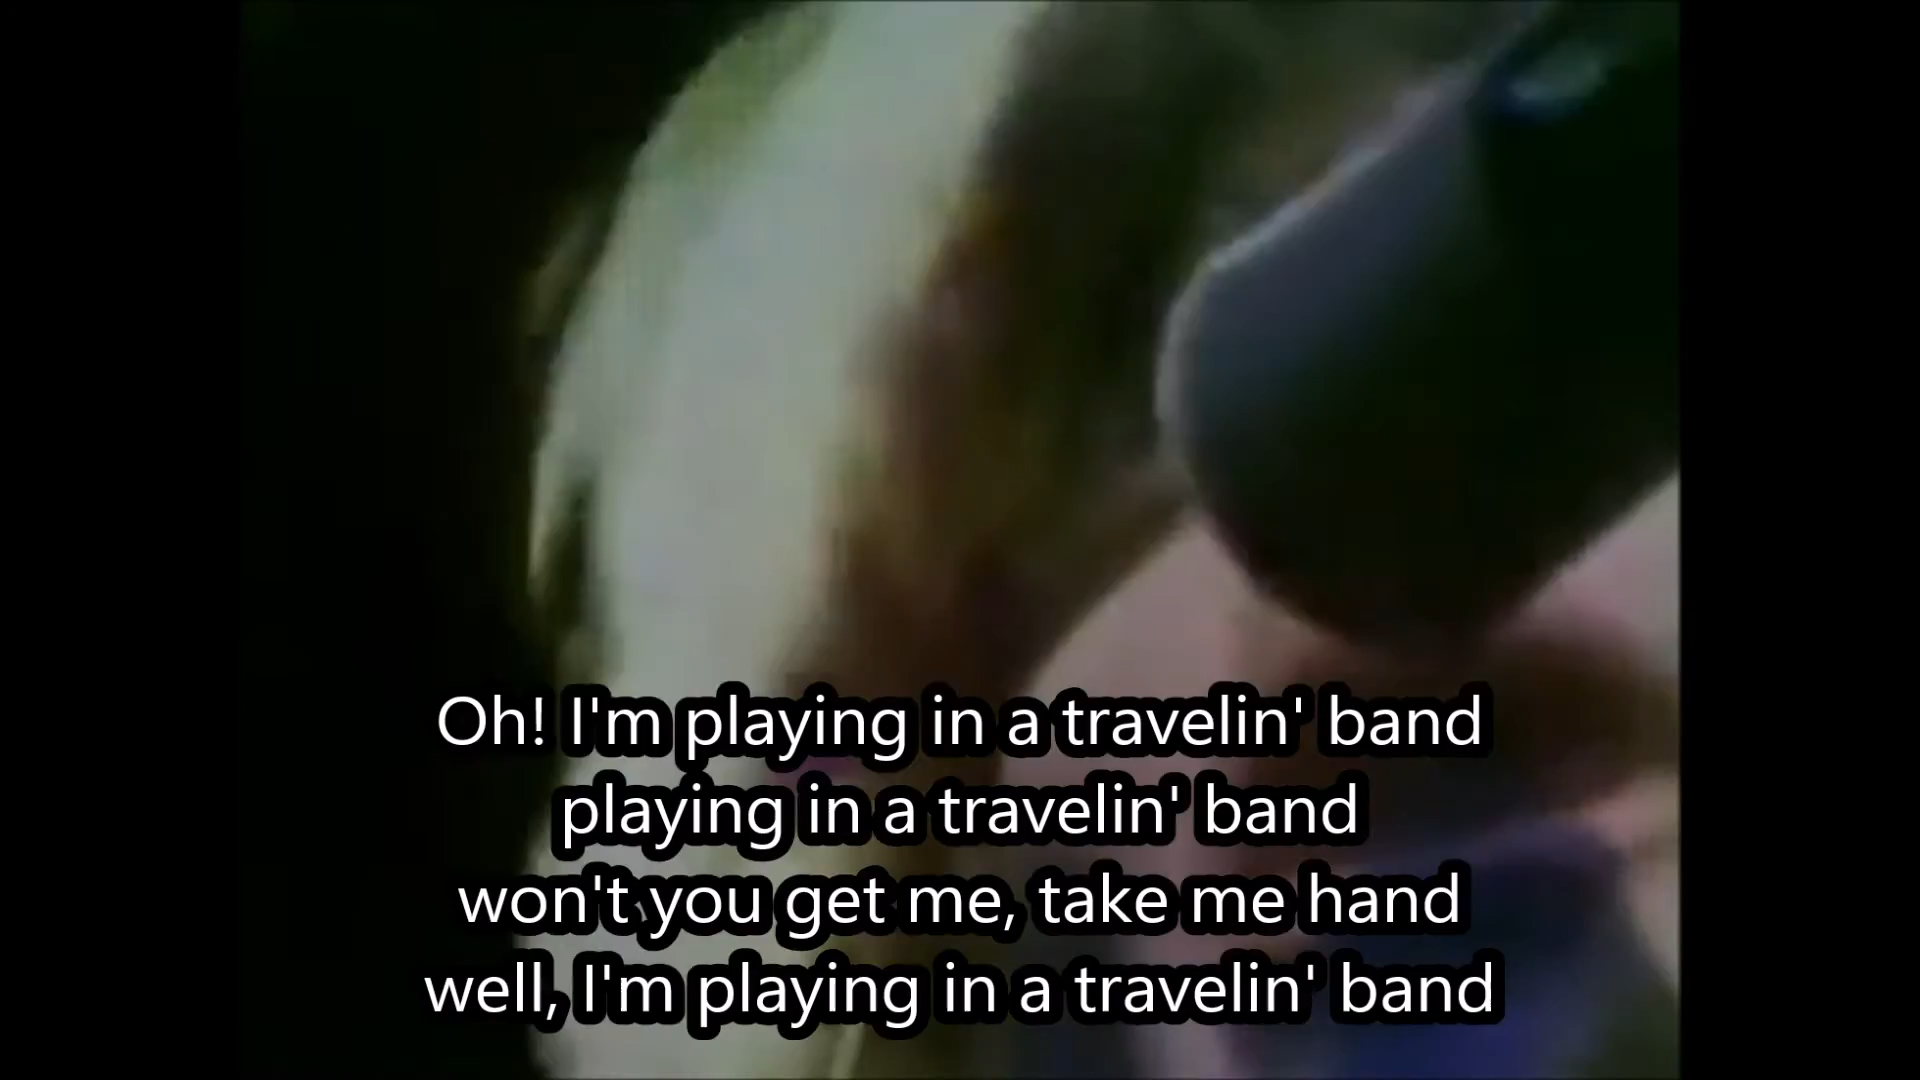 Oh! I'm playing in a travelin' band
playing in a travelin' band
won't you get me, take me hand
well, I'm playing in a travelin' band